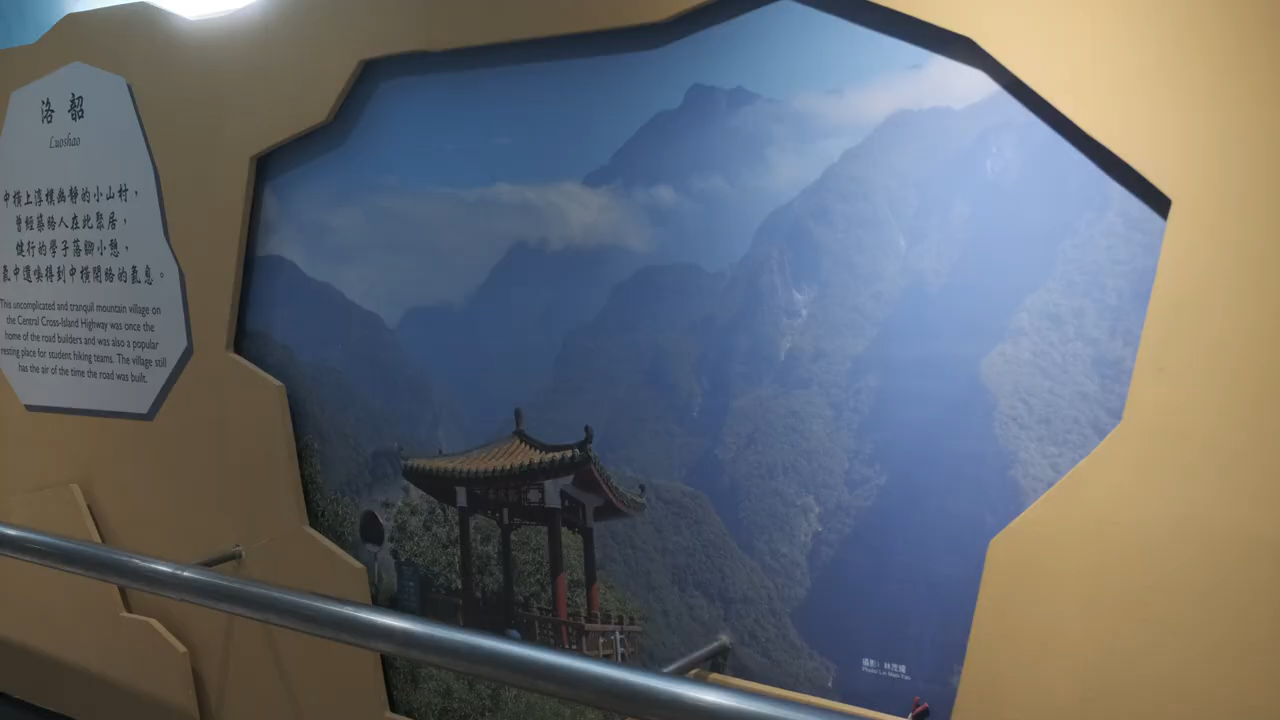 洛韶
Luoshao
中橫上淳樸幽靜的小山村，
曾經築路人在此聚居，
健行的學子落腳小憩，
氣中還嗅得到中橫開路的氣息。
This uncomplicated and tranquil mountain village on
the Central Cross-Island Highway was once the
home of the road builders and was also a popular
resting place for student hiking teams. The village still
has the air of the time the road was built.
攝影：林茂耀
Photo/ Lin Mao-Yao